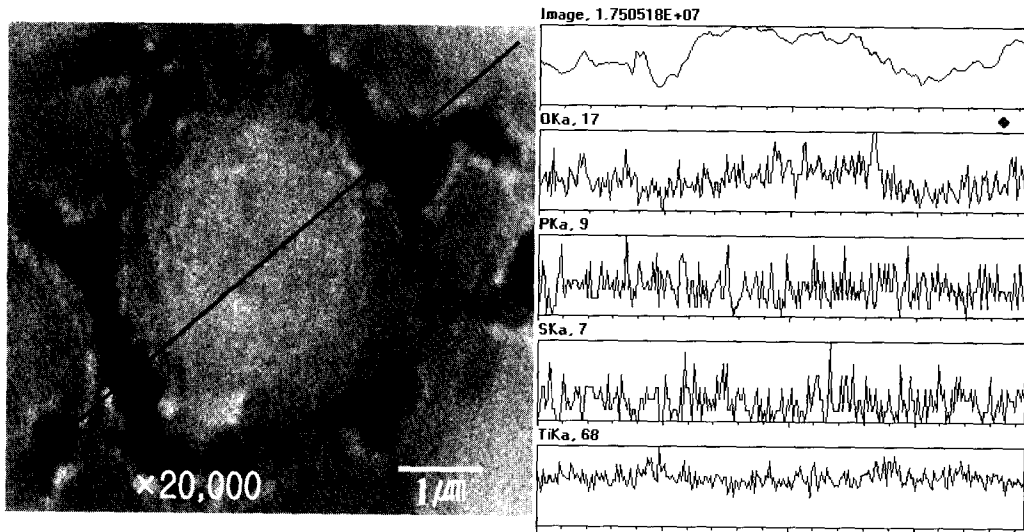 ×20,000
1㎛
Image, 1.750518E+07
OKa, 17
PKa, 9
SKa, 7
TiKa, 68